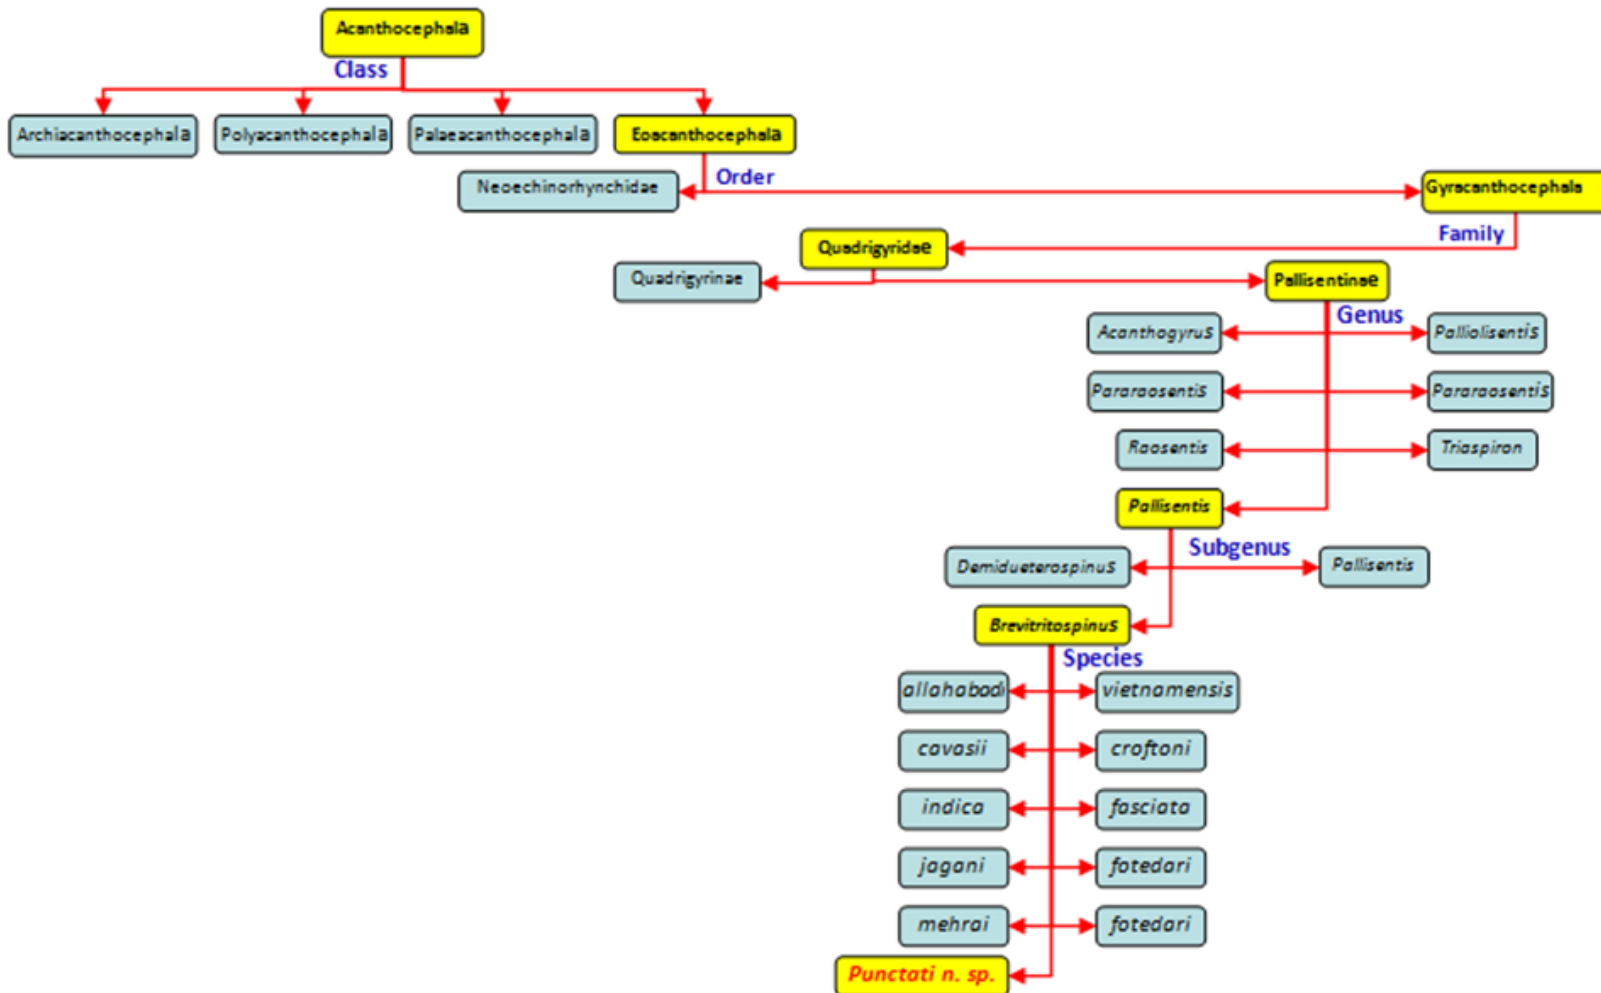 Acanthocephala
Class
Archiacanthocephala
Polyacanthocephala
Palaeacanthocephala
Eoacanthocephala
Order
Neoechinorhynchidae
Gyracanthocephala
Family
Quadrigyridae
Quadrigyrinae
Pallisentinae
Genus
Acanthogyrus
Palliolisentis
Pararaosentis
Pararaosentis
Raosentis
Triaspiron
Pallisentis
Subgenus
Demidueterospinus
Pallisentis
Brevitritospinus
Species
allahabadi
vietnamensis
cavasii
croftoni
indica
fasciata
jagani
fotedari
mehrai
fotedari
Punctati n. sp.